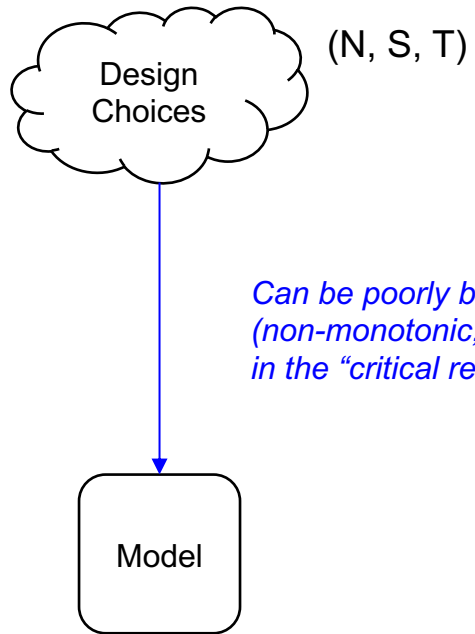 (N, S, T)
Design
Choices
Can be poorly
(non-monotonic,
in the “critical
Model